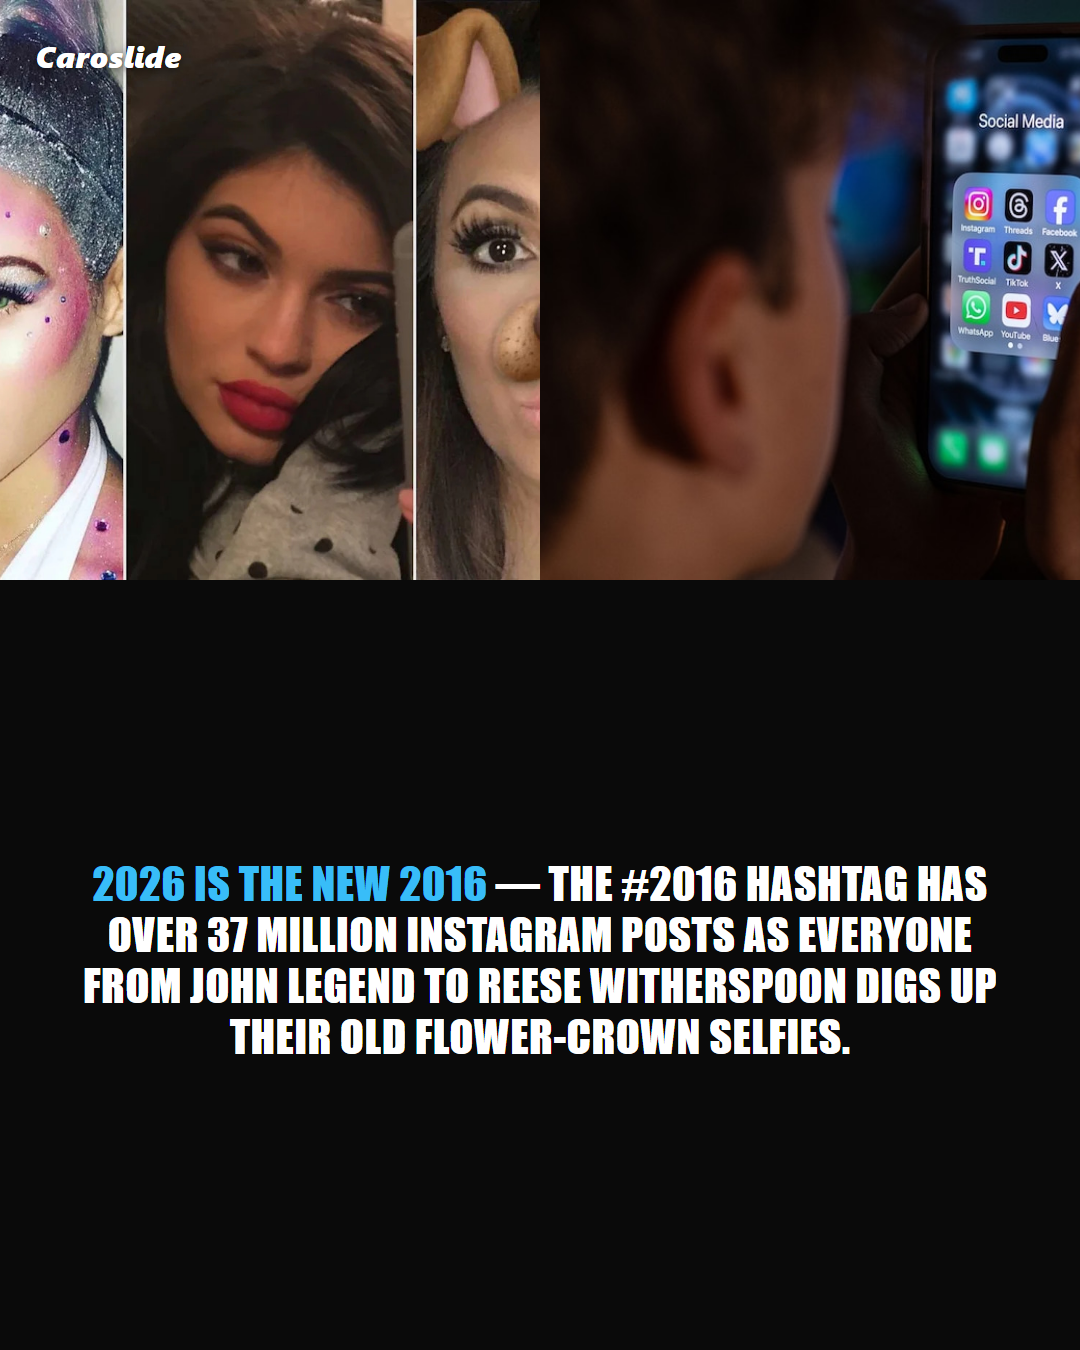 Caroslide
Social Media
Instagram Threads Facebook
TruthSocial TikTok X
WhatsApp YouTube Blue
2026 IS THE NEW 2016 — THE #2016 HASHTAG HAS
OVER 37 MILLION INSTAGRAM POSTS AS EVERYONE
FROM JOHN LEGEND TO REESE WITHERSPOON DIGS UP
THEIR OLD FLOWER-CROWN SELFIES.